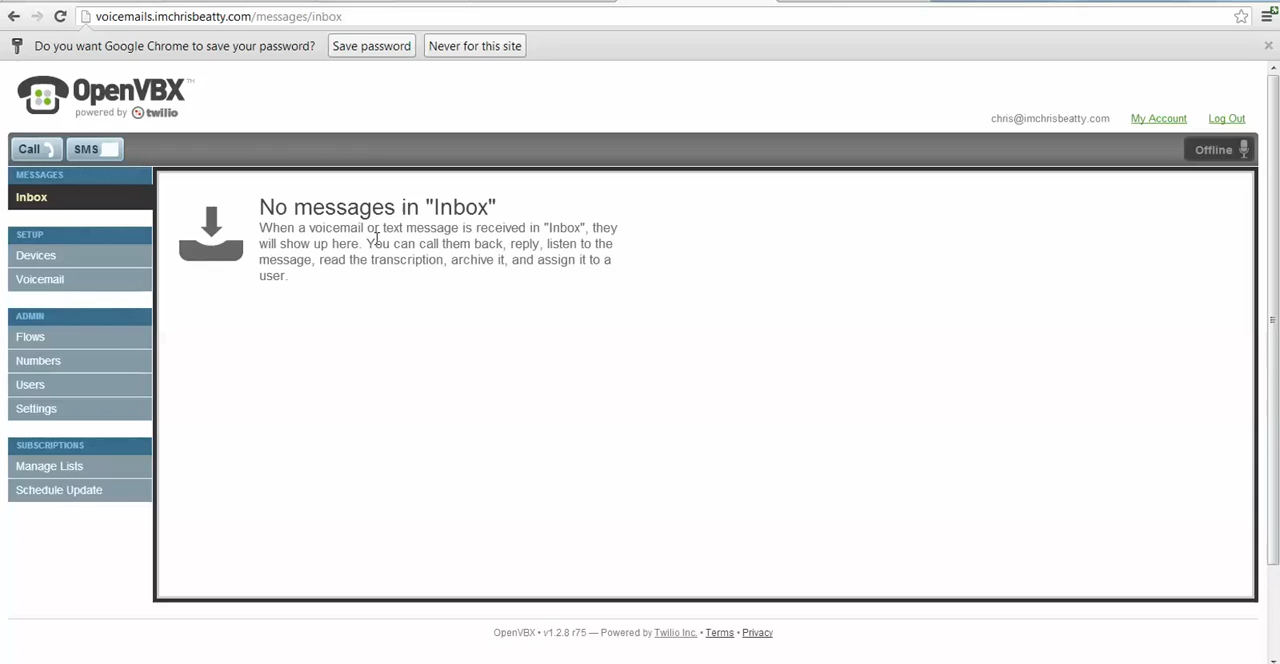 voicemails.imchrisbeatty.com/messages/inbox
Do you want Google Chrome to save your password? Save password Never for this site
OpenVBX™
powered by twilio
chris@imchrisbeatty.com My Account Log Out
Call SMS Offline
MESSAGES
Inbox
SETUP
Devices
Voicemail
ADMIN
Flows
Numbers
Users
Settings
SUBSCRIPTIONS
Manage Lists
Schedule Update
No messages in "Inbox"
When a voicemail or text message is received in "Inbox", they
will show up here. You can call them back, reply, listen to the
message, read the transcription, archive it, and assign it to a
user.
OpenVBX • v1.2.8 r75 — Powered by Twilio Inc. • Terms • Privacy